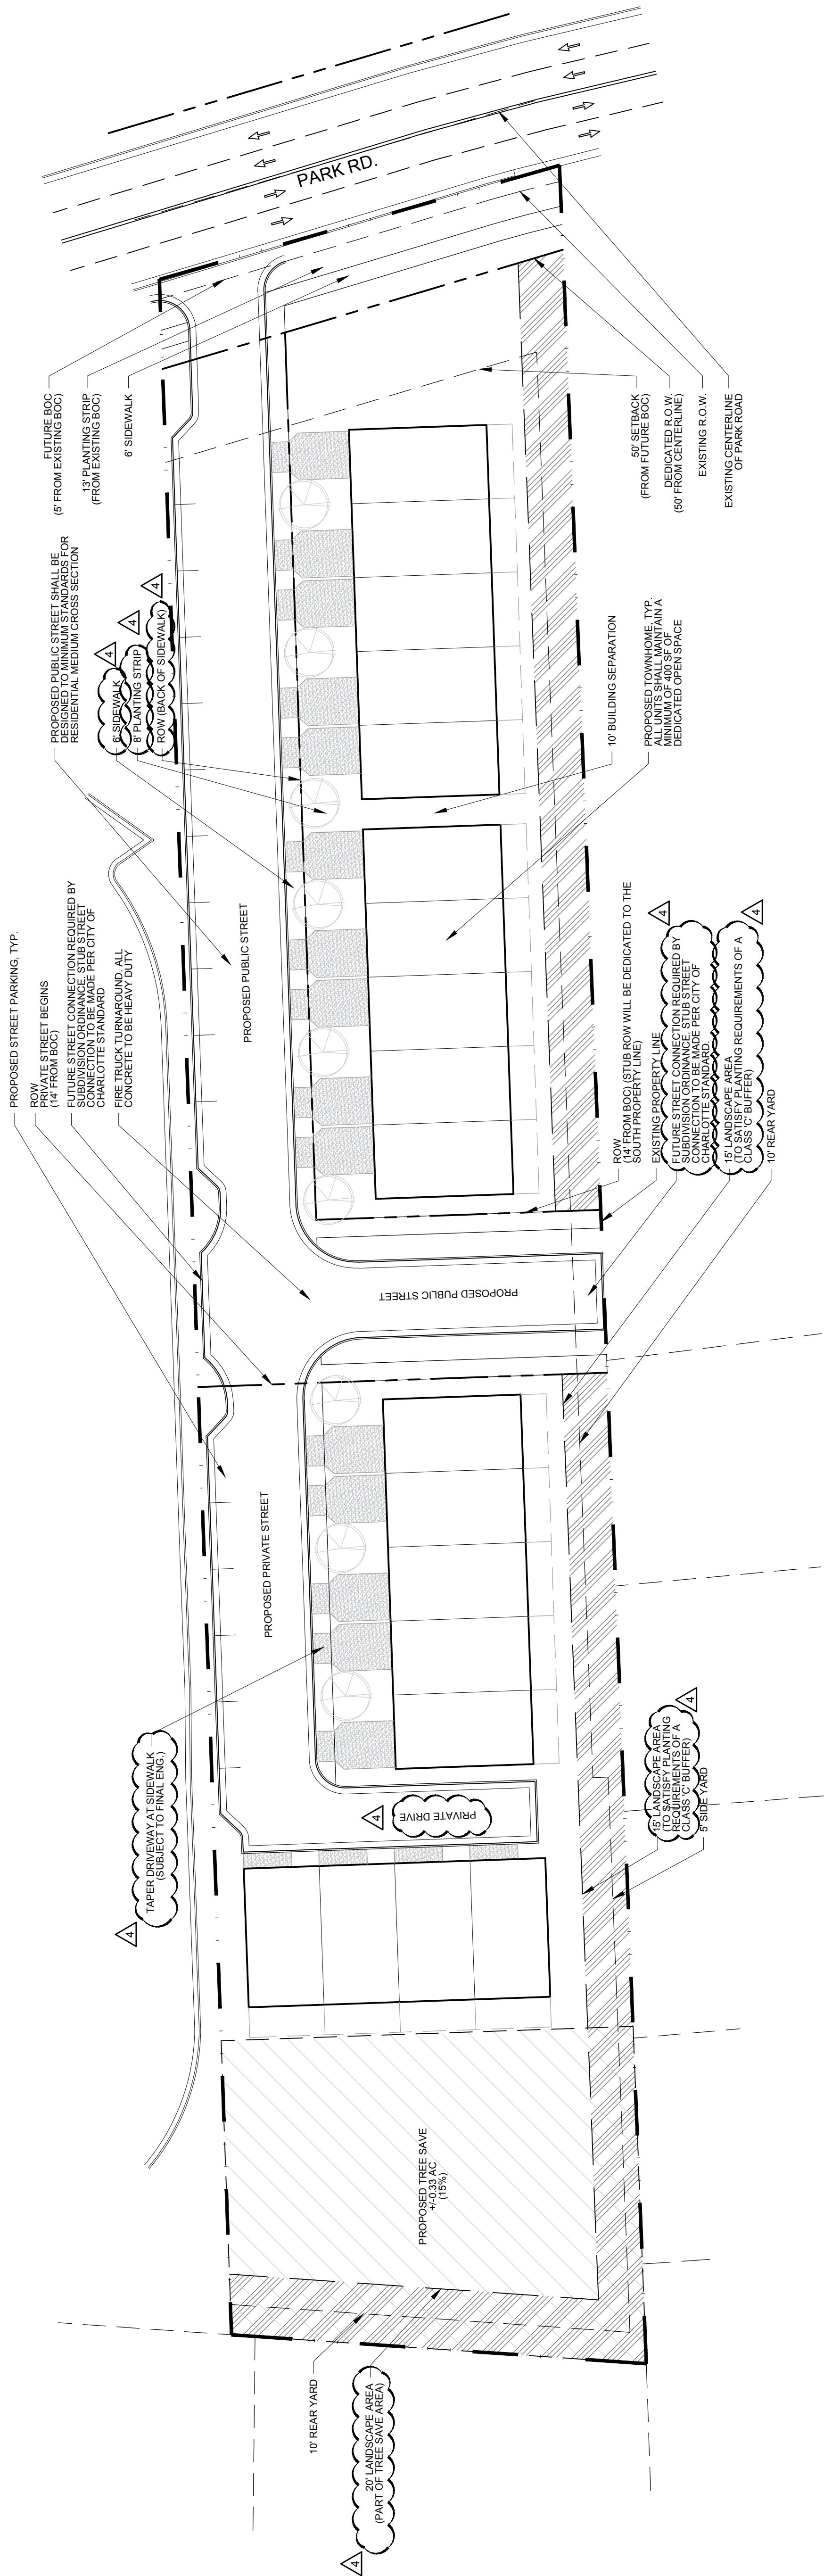 PARK RD.
FUTURE BOC
(5' FROM EXISTING BOC)
13' PLANTING STRIP
(FROM EXISTING BOC)
6' SIDEWALK
PROPOSED PUBLIC STREET SHALL BE
DESIGNED TO MINIMUM STANDARDS FOR
RESIDENTIAL MEDIUM CROSS SECTION
6' SIDEWALK
4
8' PLANTING STRIP
4
ROW (BACK OF SIDEWALK)
4
50' SETBACK
(FROM FUTURE BOC)
DEDICATED R.O.W.
(50' FROM CENTERLINE)
EXISTING R.O.W.
EXISTING CENTERLINE
OF PARK ROAD
10' BUILDING SEPARATION
PROPOSED TOWNHOME, TYP.
ALL UNITS SHALL MAINTAIN A
MINIMUM OF 400 SF OF
DEDICATED OPEN SPACE
PROPOSED PUBLIC STREET
PROPOSED STREET PARKING, TYP.
ROW
PRIVATE STREET BEGINS
(14' FROM BOC)
FUTURE STREET CONNECTION REQUIRED BY
SUBDIVISION ORDINANCE. STUB STREET
CONNECTION TO BE MADE PER CITY OF
CHARLOTTE STANDARD
FIRE TRUCK TURNAROUND. ALL
CONCRETE TO BE HEAVY DUTY
ROW
(14' FROM BOC) (STUB ROW WILL BE DEDICATED TO THE
SOUTH PROPERTY LINE)
EXISTING PROPERTY LINE
4
FUTURE STREET CONNECTION REQUIRED BY
SUBDIVISION ORDINANCE. STUB STREET
CONNECTION TO BE MADE PER CITY OF
CHARLOTTE STANDARD.
15' LANDSCAPE AREA
(TO SATISFY PLANTING REQUIREMENTS OF A
CLASS 'C' BUFFER)
4
10' REAR YARD
PROPOSED PUBLIC STREET
PROPOSED PRIVATE STREET
TAPER DRIVEWAY AT SIDEWALK
(SUBJECT TO FINAL ENG.)
4
PRIVATE DRIVE
4
15' LANDSCAPE AREA
(TO SATISFY PLANTING
REQUIREMENTS OF A
CLASS 'C' BUFFER)
4
5' SIDE YARD
PROPOSED TREE SAVE
+/-0.33 AC
(15%)
10' REAR YARD
20' LANDSCAPE AREA
(PART OF TREE SAVE AREA)
4